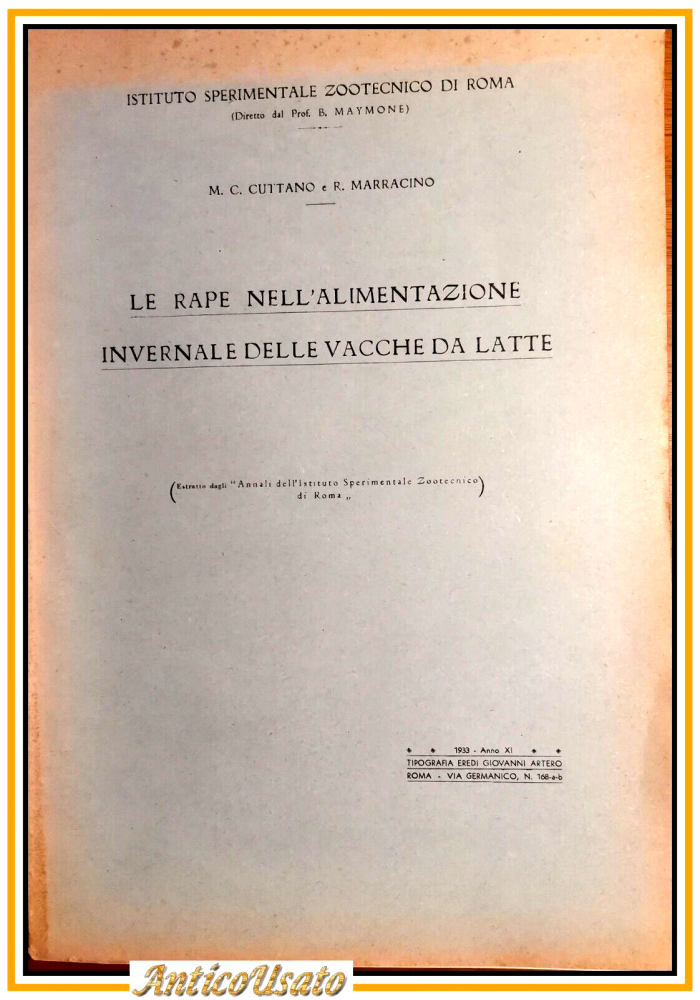 ISTITUTO SPERIMENTALE ZOOTECNICO DI ROMA
(Diretto dal Prof. B. MAYMONE)
M. C. CUTTANO e R. MARRACINO
LE RAPE NELL'ALIMENTAZIONE
INVERNALE DELLE VACCHE DA LATTE
(Estratto dagli "Annali dell'Istituto Sperimentale Zootecnico
di Roma „)
1933 - Anno XI
TIPOGRAFIA EREDI GIOVANNI ARTERO
ROMA - VIA GERMANICO, N. 168-a-b
AnticoUsato